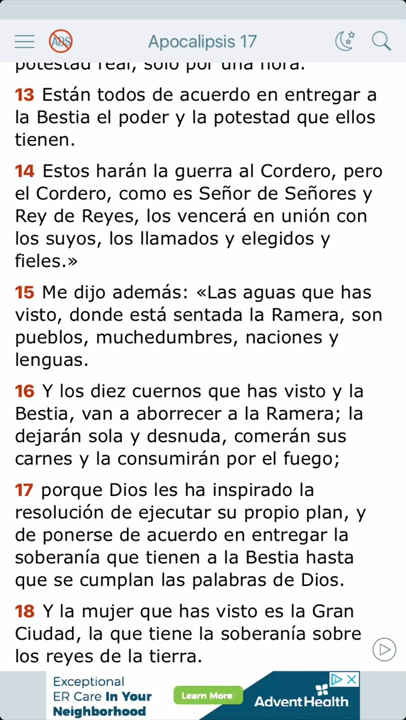 ADS
Apocalipsis 17
potestad real, sólo por una hora.
13 Están todos de acuerdo en entregar a
la Bestia el poder y la potestad que ellos
tienen.
14 Estos harán la guerra al Cordero, pero
el Cordero, como es Señor de Señores y
Rey de Reyes, los vencerá en unión con
los suyos, los llamados y elegidos y
fieles.»
15 Me dijo además: «Las aguas que has
visto, donde está sentada la Ramera, son
pueblos, muchedumbres, naciones y
lenguas.
16 Y los diez cuernos que has visto y la
Bestia, van a aborrecer a la Ramera; la
dejarán sola y desnuda, comerán sus
carnes y la consumirán por el fuego;
17 porque Dios les ha inspirado la
resolución de ejecutar su propio plan, y
de ponerse de acuerdo en entregar la
soberanía que tienen a la Bestia hasta
que se cumplan las palabras de Dios.
18 Y la mujer que has visto es la Gran
Ciudad, la que tiene la soberanía sobre
los reyes de la tierra.
Exceptional
ER Care In Your
Neighborhood
Learn More
AdventHealth